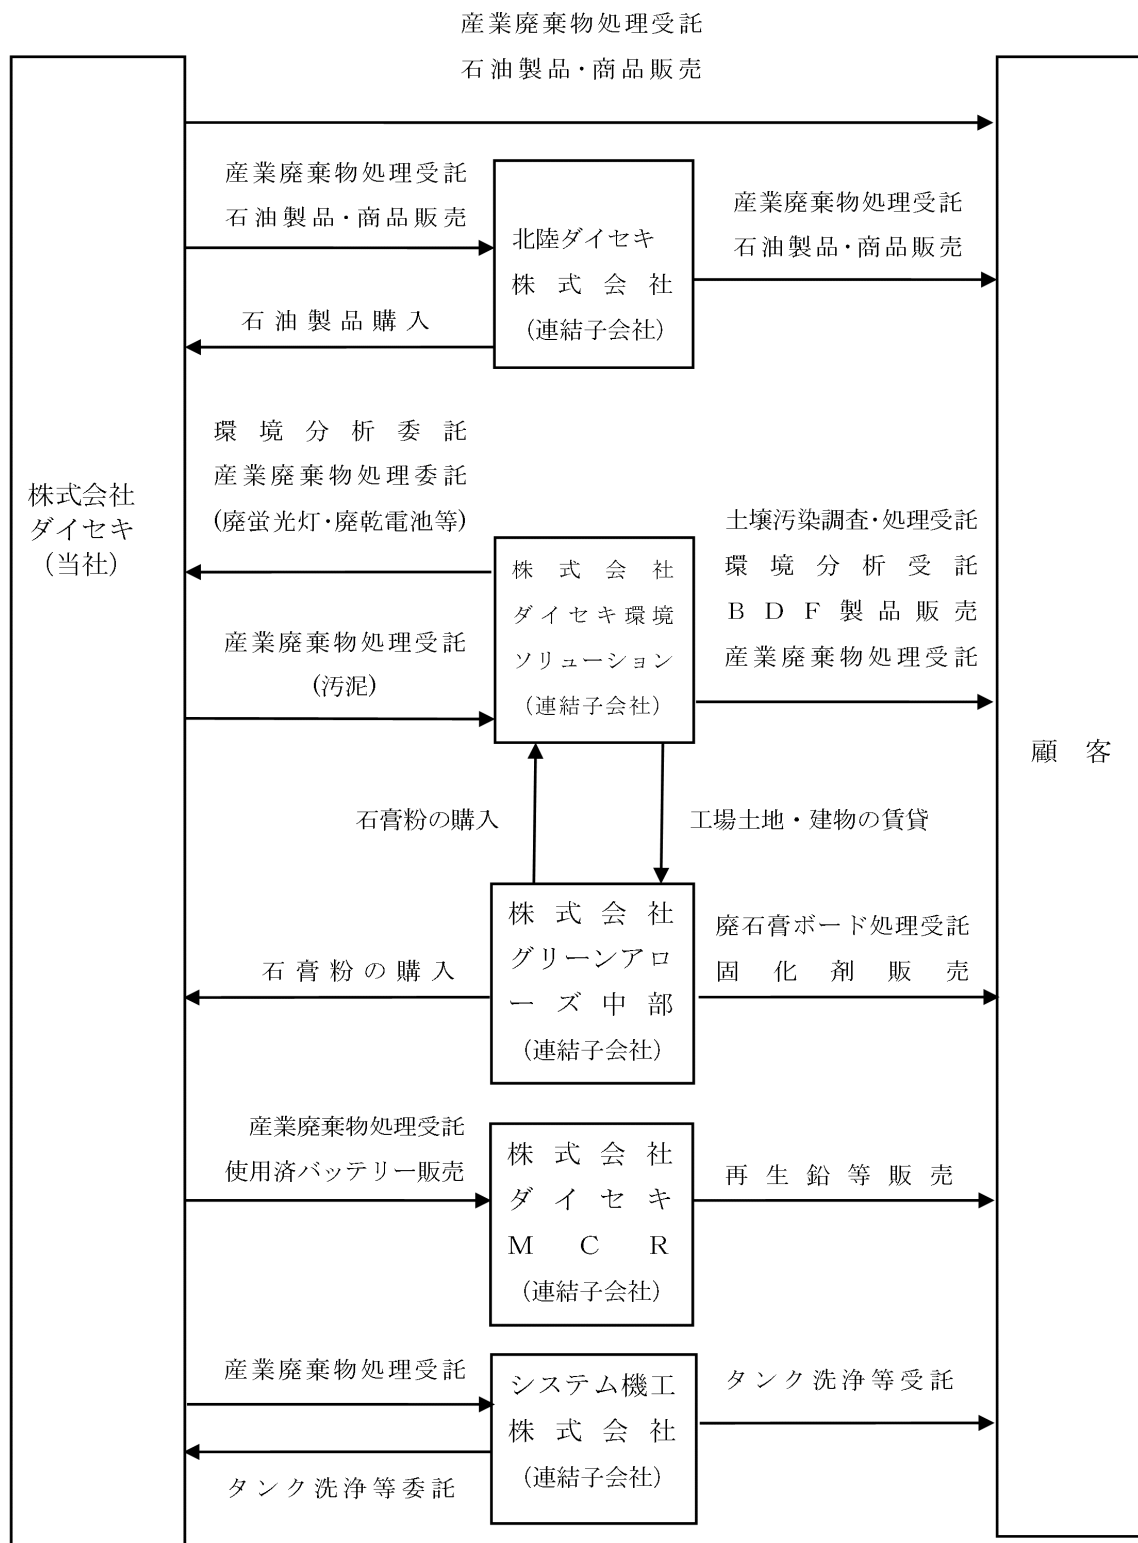 産業廃棄物処理受託
石油製品・商品販売
産業廃棄物処理受託
石油製品・商品販売
北陸ダイセキ
株式会社
(連結子会社)
産業廃棄物処理受託
石油製品・商品販売
石油製品購入
環境分析委託
産業廃棄物処理委託
(廃蛍光灯・廃乾電池等)
株式会社
ダイセキ
(当社)
株式会社
ダイセキ環境
ソリューション
(連結子会社)
土壌汚染調査・処理受託
環境分析受託
BDF製品販売
産業廃棄物処理受託
産業廃棄物処理受託
(汚泥)
顧客
石膏粉の購入
工場土地・建物の賃貸
株式会社
グリーンアロ
ーズ中部
(連結子会社)
廃石膏ボード処理受託
固化剤販売
石膏粉の購入
産業廃棄物処理受託
使用済バッテリー販売
株式会社
ダイセキ
MCR
(連結子会社)
再生鉛等販売
産業廃棄物処理受託
システム機工
株式会社
(連結子会社)
タンク洗浄等受託
タンク洗浄等委託